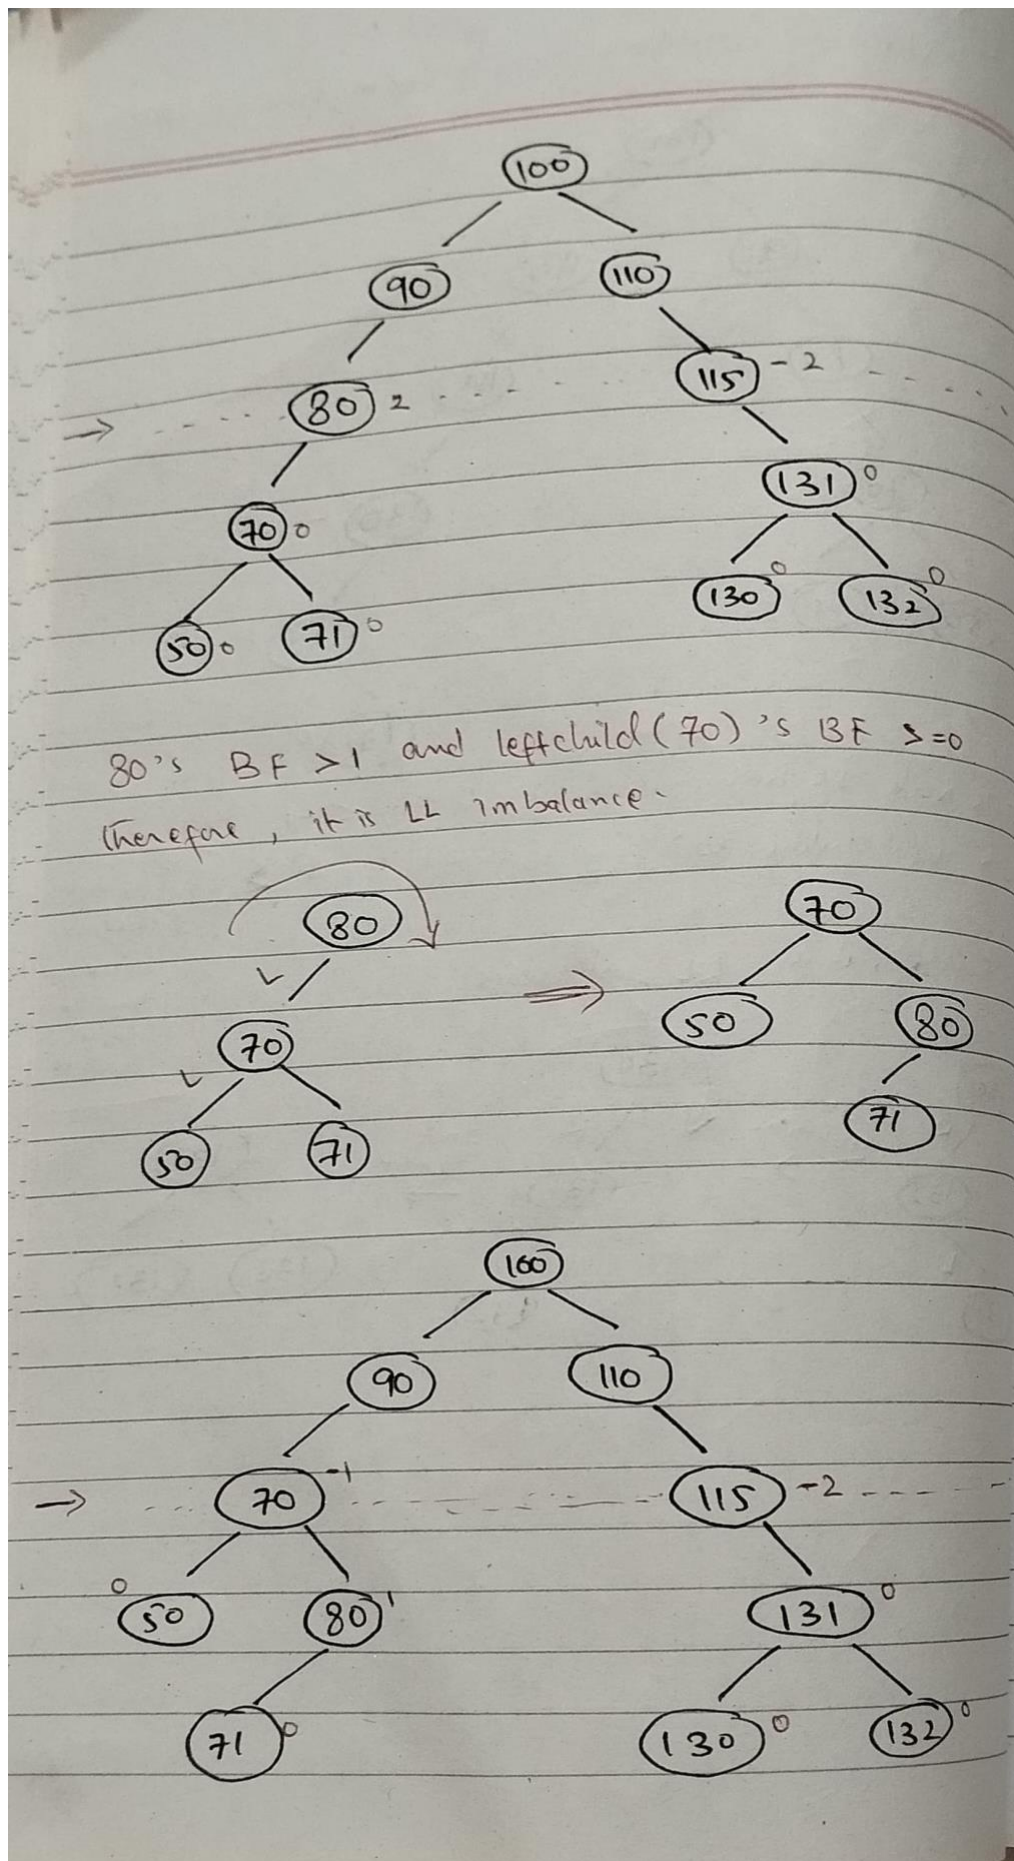 100
90 110
80 2 115 -2
→
70 0 131 0
50 0 71 0 130 0 132 0
80's BF >1 and leftchild(70)'s BF >=0
Therefore, it is LL imbalance.
80 70
L
70 ⇒ 50 80
L
50 71 71
100
90 110
→ 70 -1 115 -2
0 50 80 1 131 0
71 0 130 0 132 0